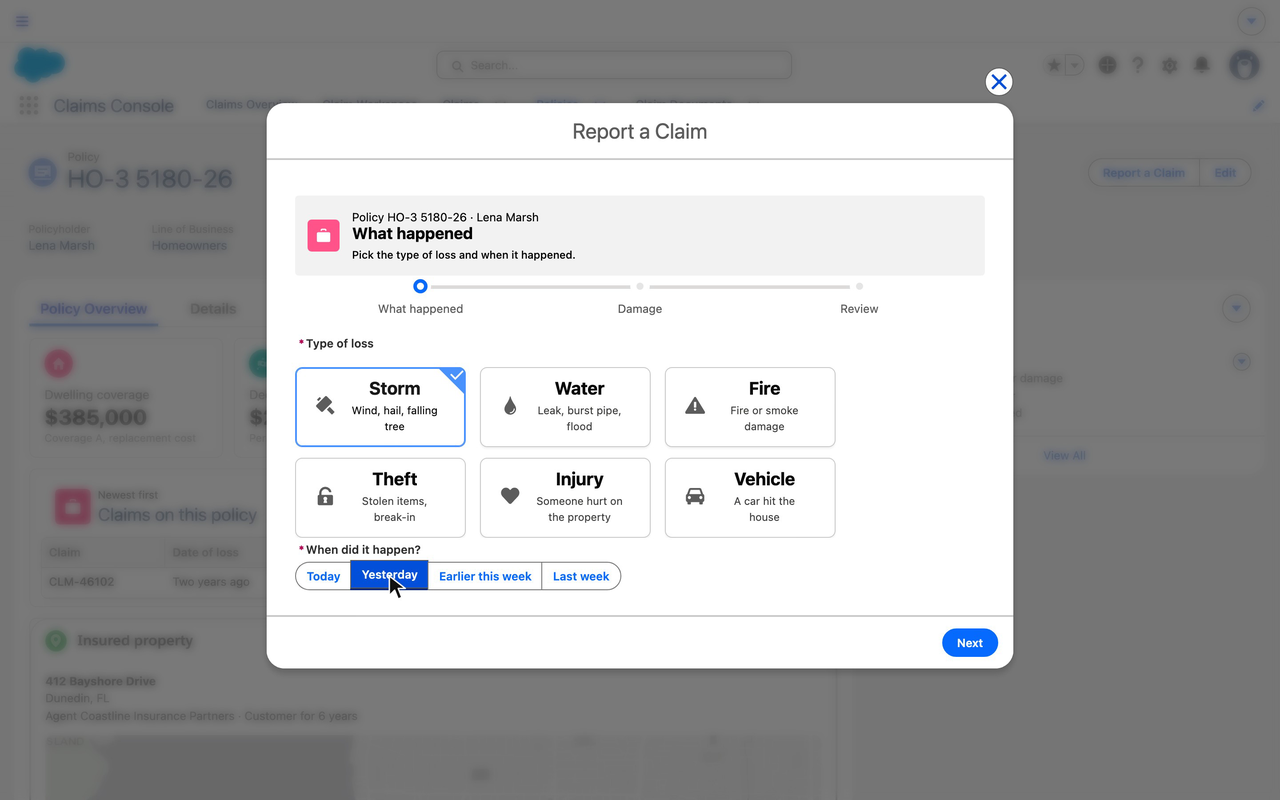 Search...
Claims Console
Claims Overview
Policies
Policy
HO-3 5180-26
Report a Claim
Edit
Policyholder
Lena Marsh
Line of Business
Homeowners
Policy Overview
Details
Dwelling coverage
$385,000
Coverage A, replacement cost
damage
View All
Newest first
Claims on this policy
Claim
Date of loss
CLM-46102
Two years ago
Insured property
412 Bayshore Drive
Dunedin, FL
Agent Coastline Insurance Partners · Customer for 6 years
Report a Claim
Policy HO-3 5180-26 · Lena Marsh
What happened
Pick the type of loss and when it happened.
What happened
Damage
Review
*Type of loss
Storm
Wind, hail, falling
tree
Water
Leak, burst pipe,
flood
Fire
Fire or smoke
damage
Theft
Stolen items,
break-in
Injury
Someone hurt on
the property
Vehicle
A car hit the
house
*When did it happen?
Today
Yesterday
Earlier this week
Last week
Next